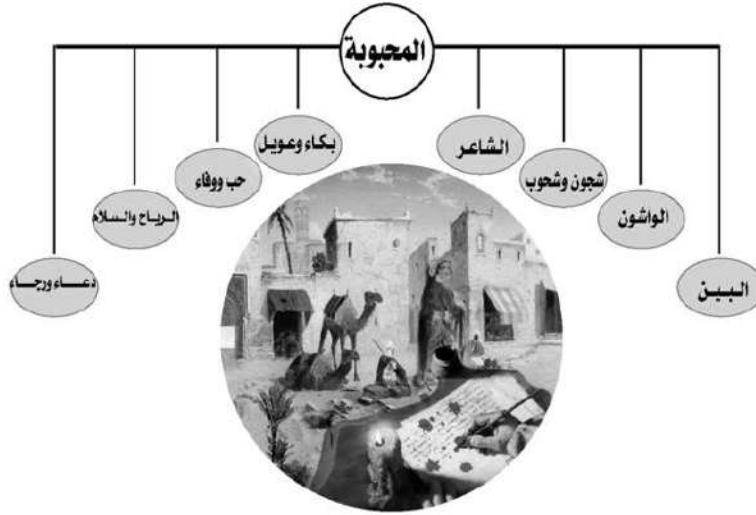 المحبوبة
الشاعر
شجون وشحوب
الواشون
البين
بكاء وعويل
حب ووفاء
الرياح والسلام
دعاء ورجاء